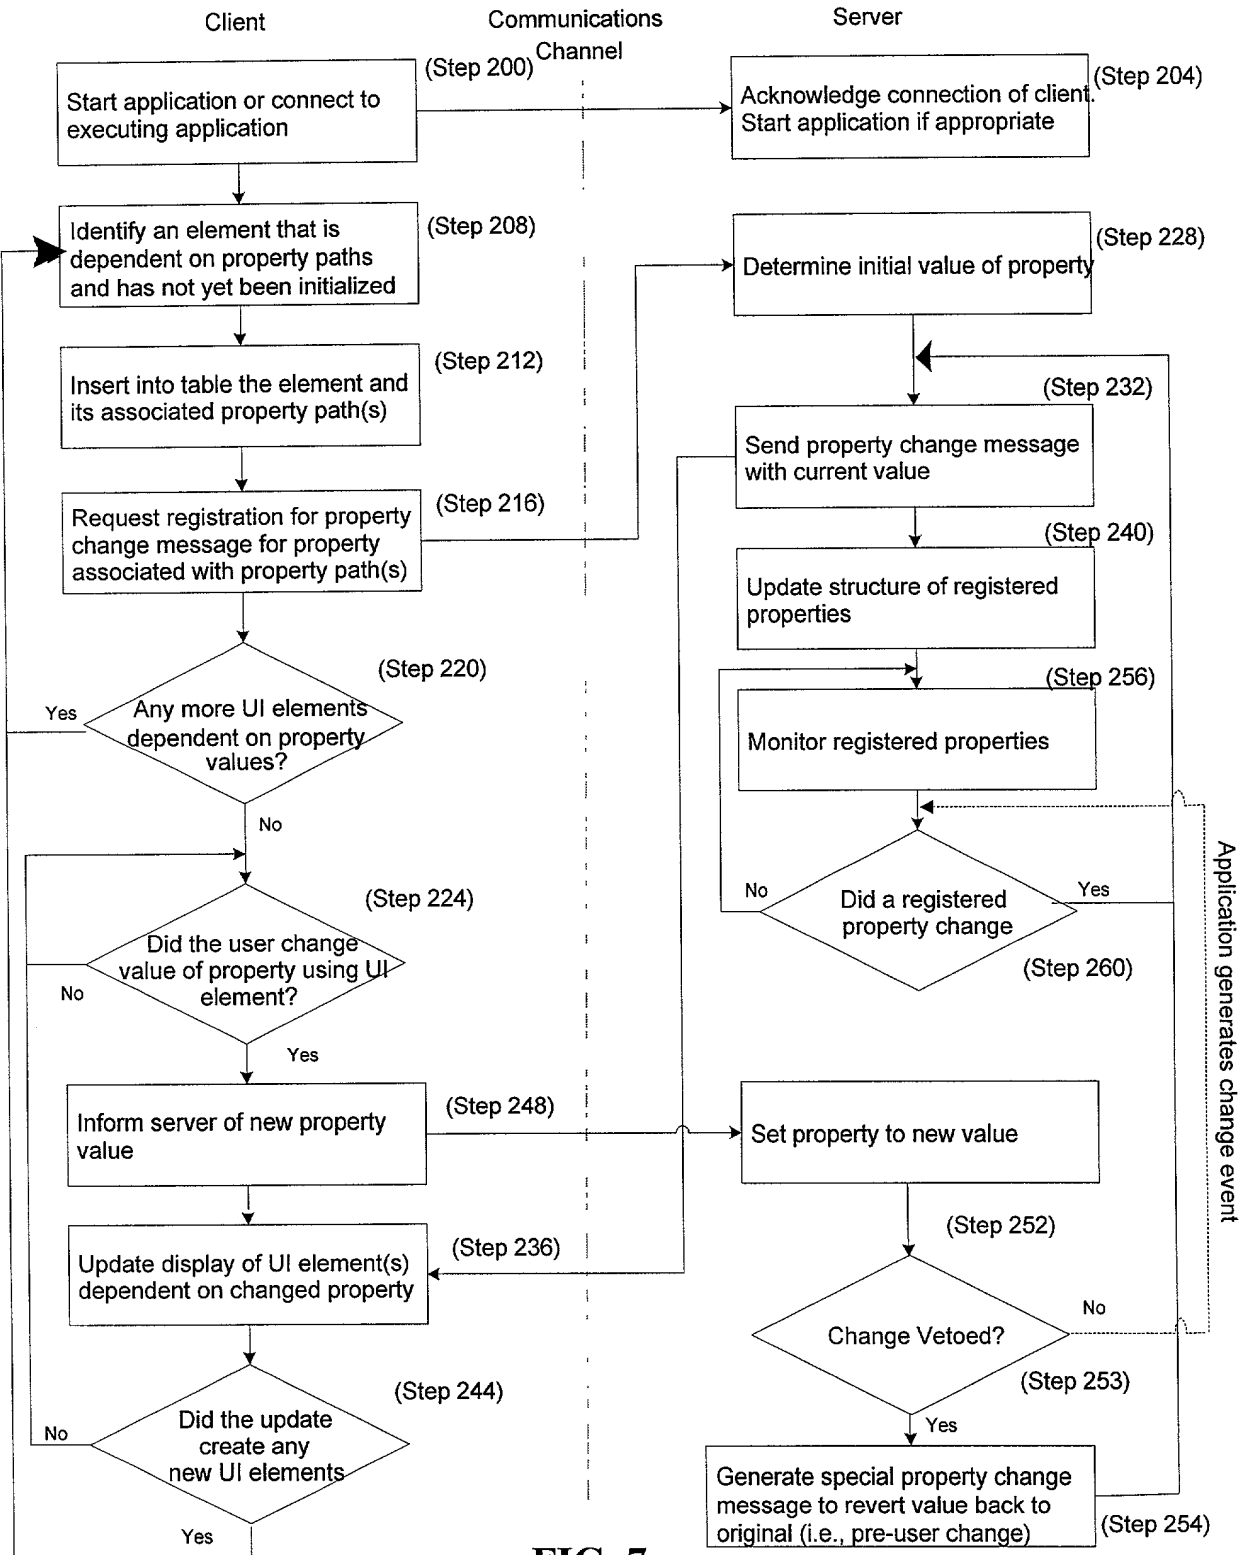 Client
Communications
Channel
Server
(Step 200)
Start application or connect to
executing application
(Step 204)
Acknowledge connection of client.
Start application if appropriate
(Step 208)
Identify an element that is
dependent on property paths
and has not yet been initialized
(Step 228)
Determine initial value of property
(Step 212)
Insert into table the element and
its associated property path(s)
(Step 232)
Send property change message
with current value
(Step 216)
Request registration for property
change message for property
associated with property path(s)
(Step 240)
Update structure of registered
properties
(Step 220)
Any more UI elements
dependent on property
values?
Yes
No
(Step 256)
Monitor registered properties
(Step 224)
Did the user change
value of property using UI
element?
No
Yes
Did a registered
property change
No
Yes
(Step 260)
Application generates change event
(Step 248)
Inform server of new property
value
Set property to new value
(Step 252)
(Step 236)
Update display of UI element(s)
dependent on changed property
Change Vetoed?
No
(Step 253)
Yes
(Step 244)
Did the update
create any
new UI elements
No
Yes
Generate special property change
message to revert value back to
original (i.e., pre-user change)
(Step 254)
FIG. 7